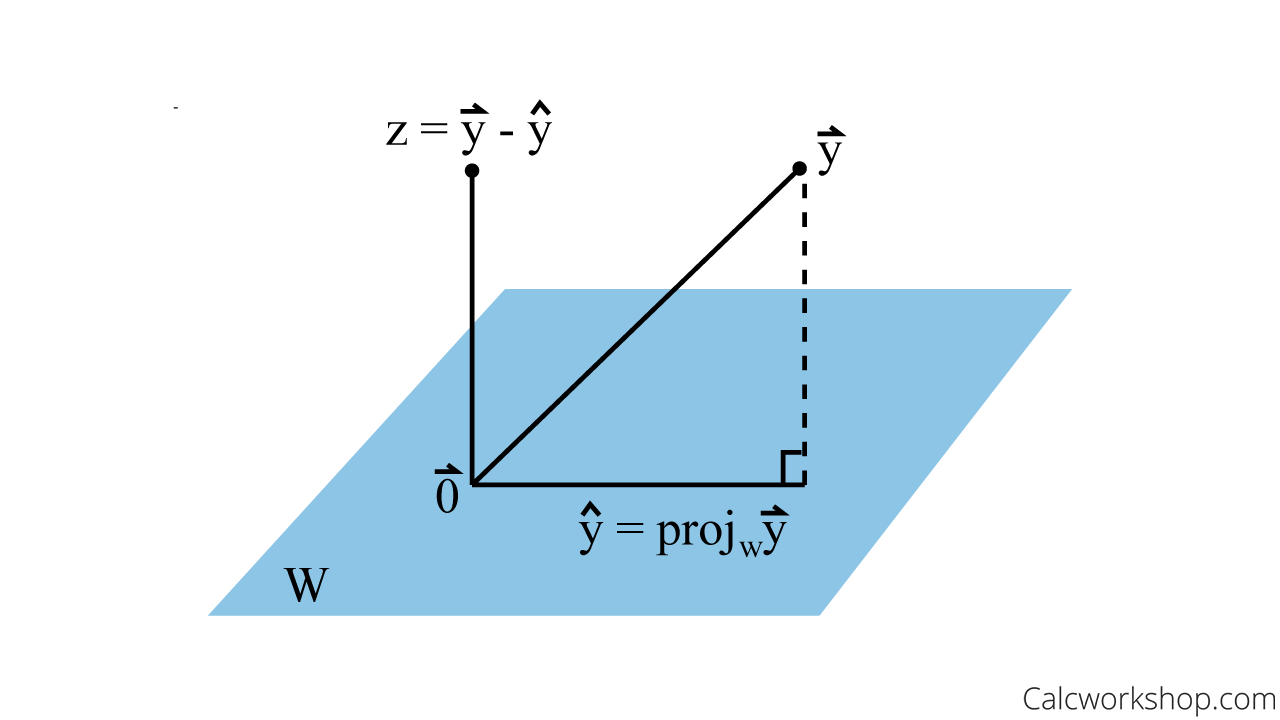 z = y⃗ - ŷ
y⃗
0⃗
ŷ = proj_w y⃗
W
Calcworkshop.com